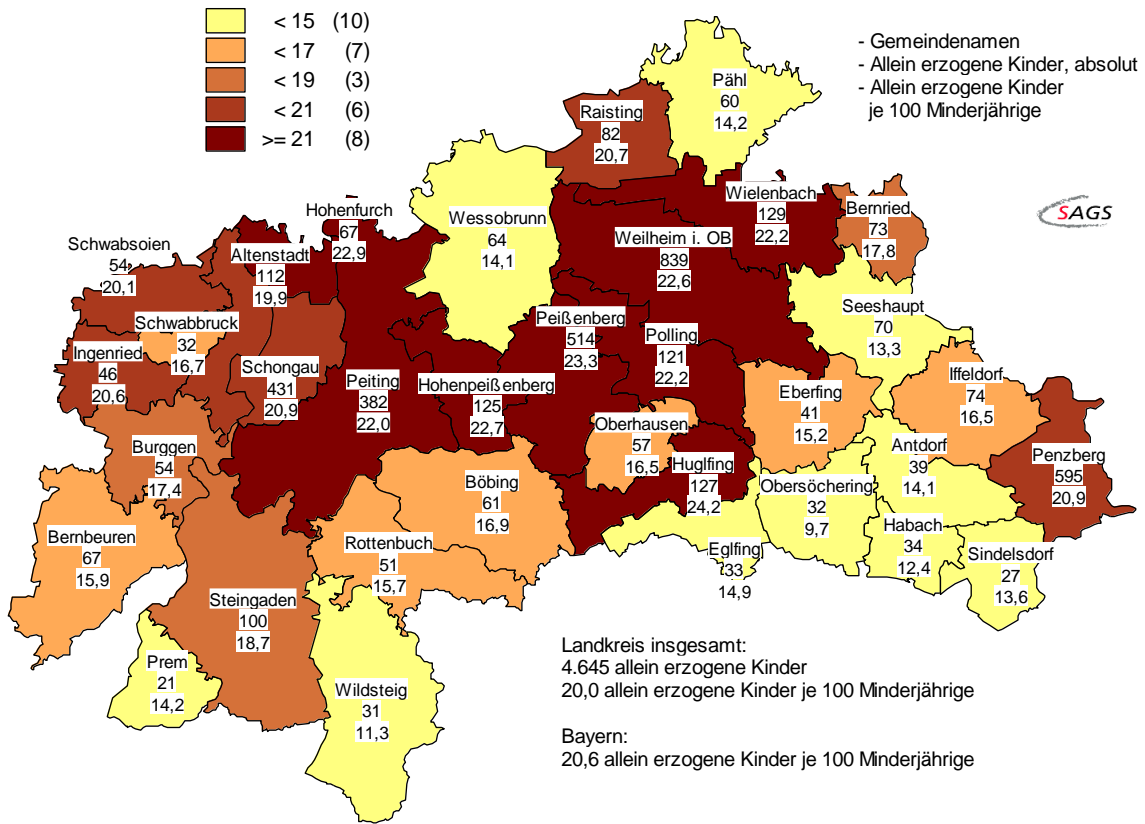 < 15 (10)
< 17 (7)
< 19 (3)
< 21 (6)
>= 21 (8)
- Gemeindenamen
- Allein erzogene Kinder, absolut
- Allein erzogene Kinder
je 100 Minderjährige
SAGS
Pähl
60
14,2
Raisting
82
20,7
Wielenbach
129
22,2
Bernried
73
17,8
Hohenfurch
67
22,9
Wessobrunn
64
14,1
Weilheim i. OB
839
22,6
Schwabsoien
54
20,1
Altenstadt
112
19,9
Seeshaupt
70
13,3
Schwabbruck
32
16,7
Peißenberg
514
23,3
Polling
121
22,2
Ingenried
46
20,6
Schongau
431
20,9
Peiting
382
22,0
Hohenpeißenberg
125
22,7
Eberfing
41
15,2
Iffeldorf
74
16,5
Oberhausen
57
16,5
Burggen
54
17,4
Antdorf
39
14,1
Penzberg
595
20,9
Huglfing
127
24,2
Böbing
61
16,9
Obersöchering
32
9,7
Habach
34
12,4
Bernbeuren
67
15,9
Rottenbuch
51
15,7
Eglfing
33
14,9
Sindelsdorf
27
13,6
Steingaden
100
18,7
Prem
21
14,2
Wildsteig
31
11,3
Landkreis insgesamt:
4.645 allein erzogene Kinder
20,0 allein erzogene Kinder je 100 Minderjährige
Bayern:
20,6 allein erzogene Kinder je 100 Minderjährige